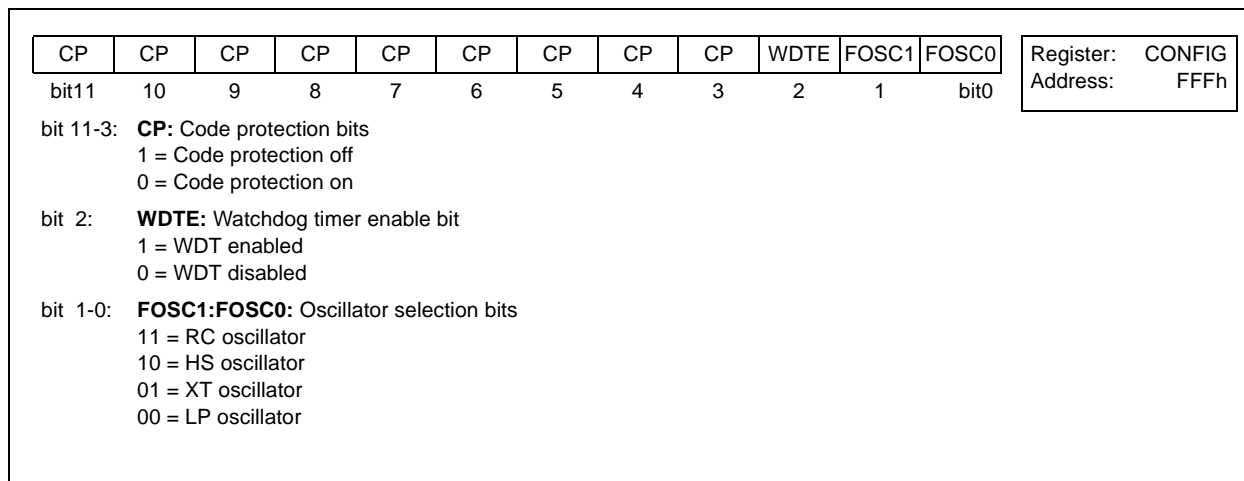 CP CP CP CP CP CP CP CP CP WDTE FOSC1 FOSC0
bit11 10 9 8 7 6 5 4 3 2 1 bit0
Register: CONFIG
Address: FFFh
bit 11-3: CP: Code protection bits
1 = Code protection off
0 = Code protection on
bit 2: WDTE: Watchdog timer enable bit
1 = WDT enabled
0 = WDT disabled
bit 1-0: FOSC1:FOSC0: Oscillator selection bits
11 = RC oscillator
10 = HS oscillator
01 = XT oscillator
00 = LP oscillator